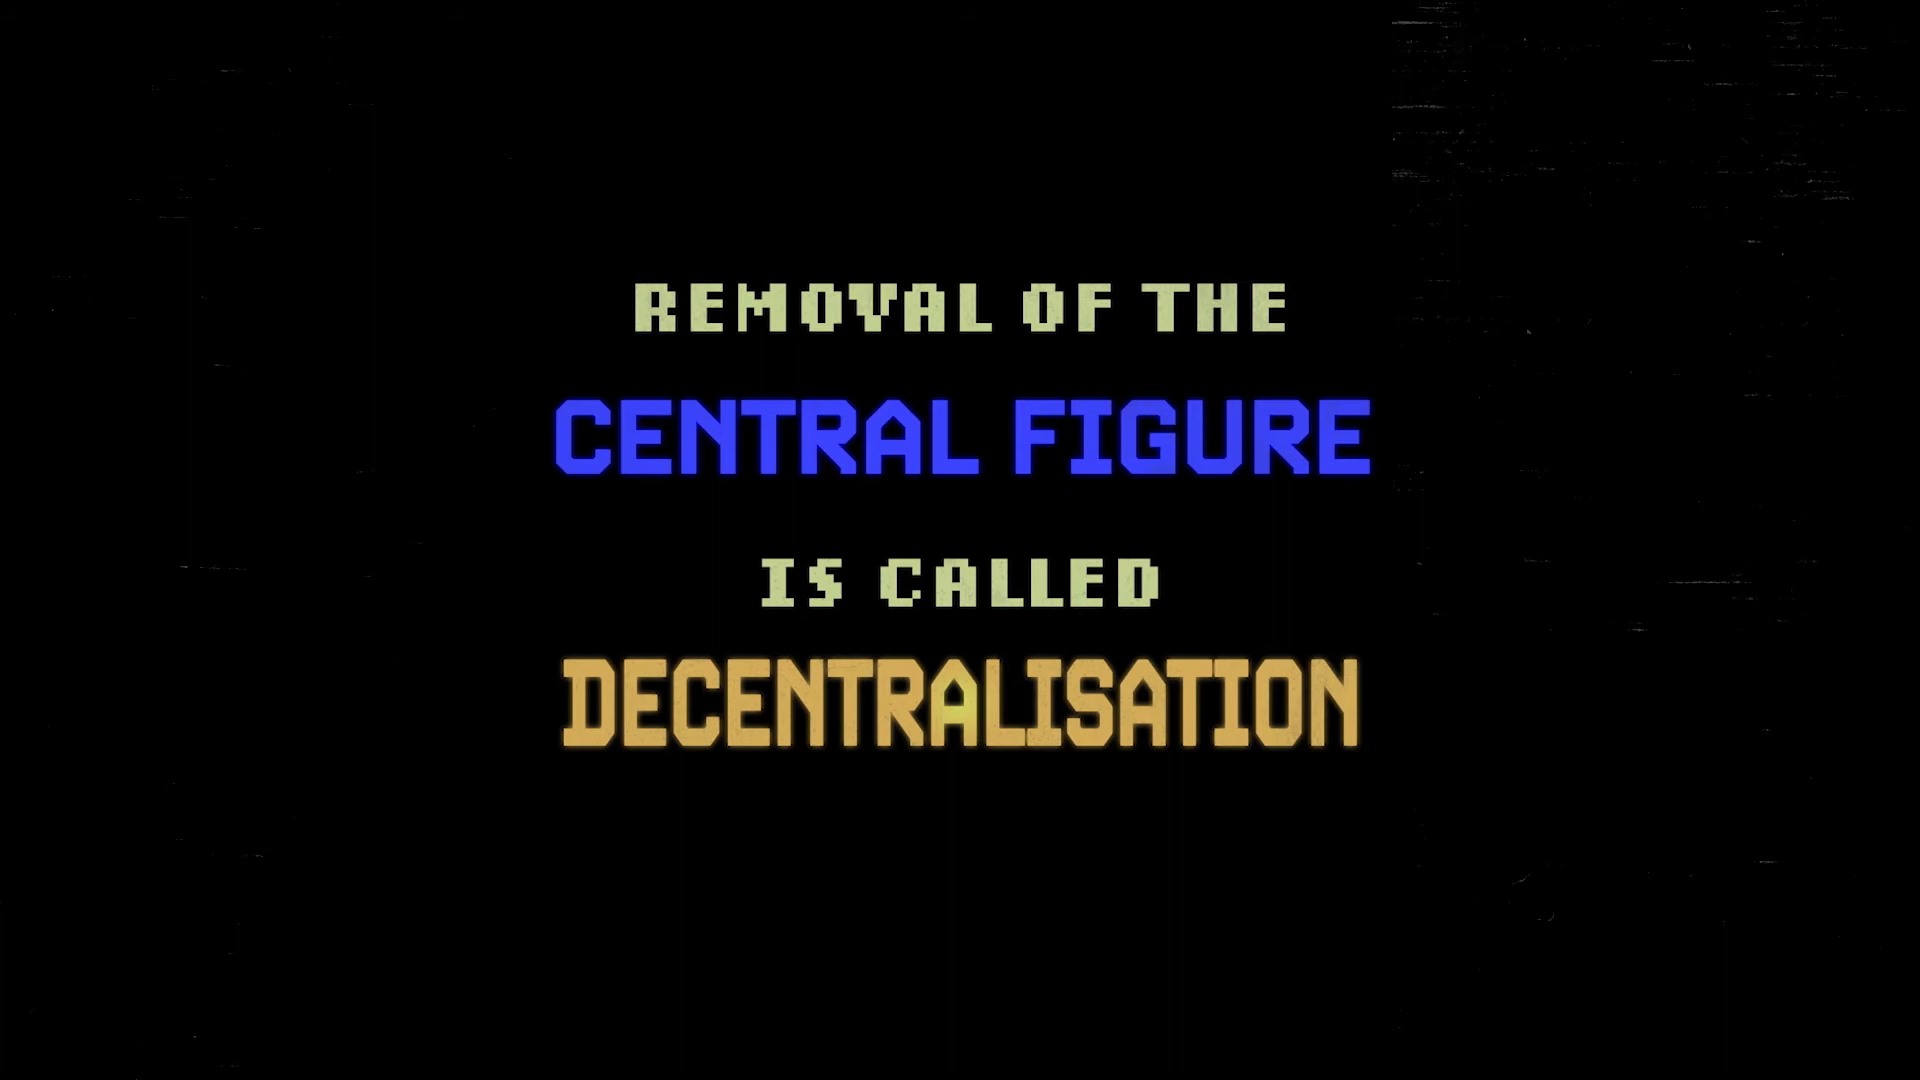 REMOVAL OF THE
CENTRAL FIGURE
IS CALLED
DECENTRALISATION